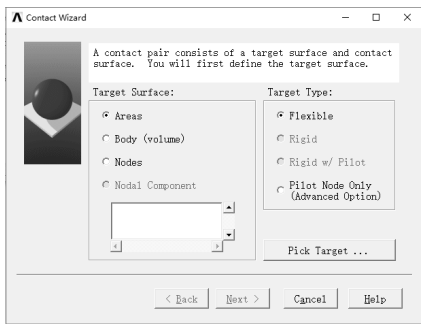 Contact Wizard
A contact pair consists of a target surface and contact
surface. You will first define the target surface.
Target Surface:
Areas
Body (volume)
Nodes
Nodal Component
Target Type:
Flexible
Rigid
Rigid w/ Pilot
Pilot Node Only
(Advanced Option)
Pick Target ...
< Back
Next >
Cancel
Help